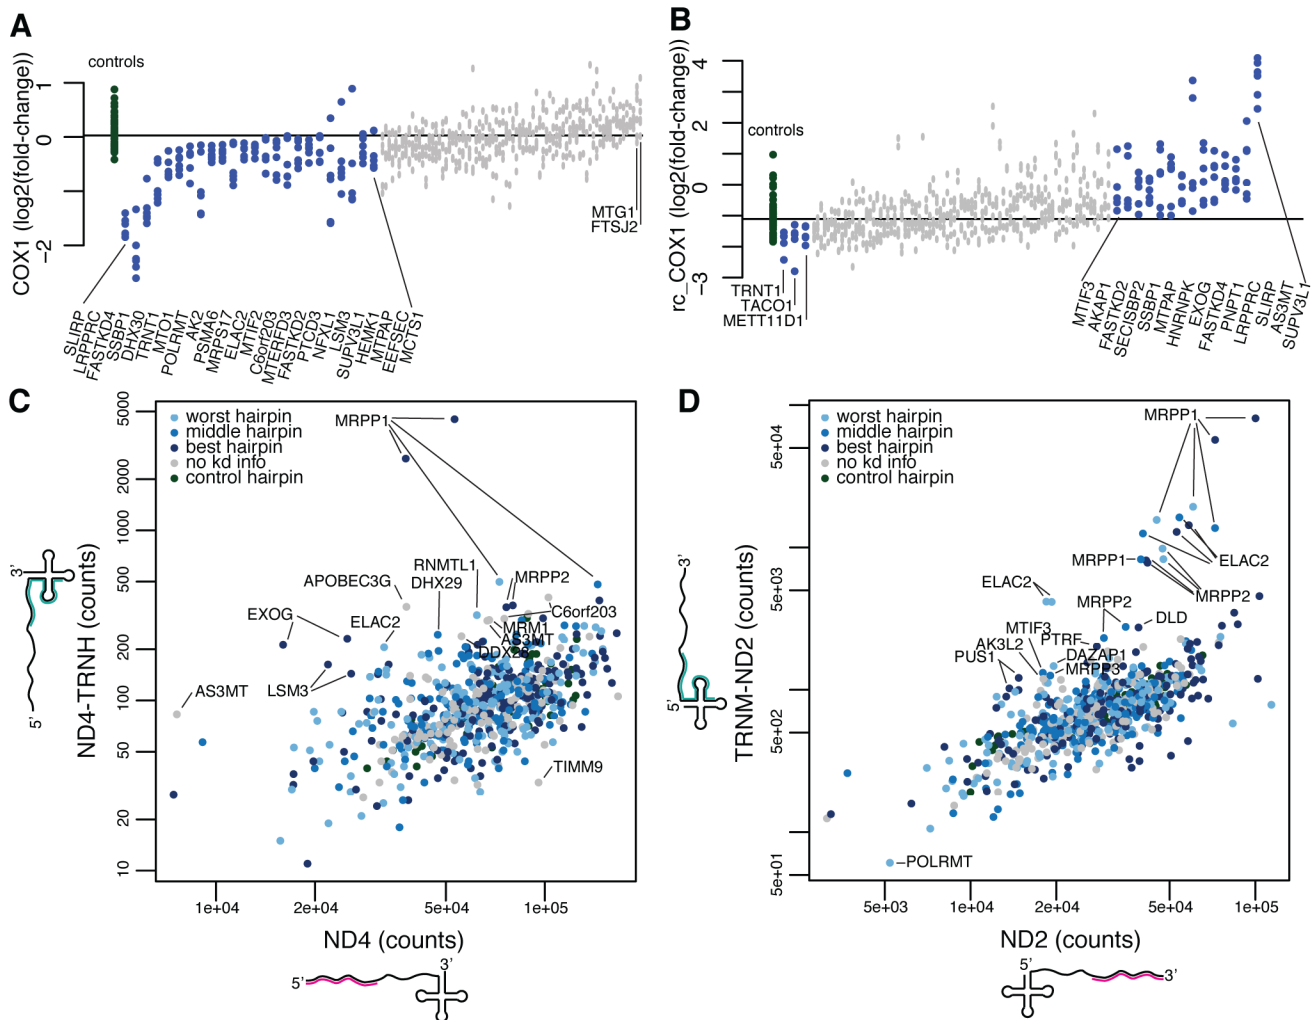 A
COX1 (log2(fold-change))
1
0
−2
controls
MTG1
FTSJ2
SLIRP
LRPPRC
FASTKD4
SSBP1
DHX30
TRNT1
MTO1
POLRMT
AK2
PSMA6
MRPS17
ELAC2
MTIF2
C6orf203
MTERFD3
FASTKD2
PTCD3
NFXL1
LSM3
SUPV3L1
HEMK1
MTPAP
EEFSEC
MCTS1
B
rc_COX1 (log2(fold-change))
4
2
0
−3
controls
TRNT1
TACO1
METT11D1
MTIF3
AKAP1
FASTKD2
SECISBP2
SSBP1
MTPAP
HNRNPK
EXOG
FASTKD4
PNPT1
LRPPRC
SLIRP
AS3MT
SUPV3L1
C
worst hairpin
middle hairpin
best hairpin
no kd info
control hairpin
MRPP1
RNMTL1
DHX29
MRPP2
APOBEC3G
C6orf203
EXOG
ELAC2
MRM1
AS3MT
DDX28
AS3MT
LSM3
TIMM9
5000
2000
1000
500
200
100
50
20
10
ND4-TRNH (counts)
3'
5'
1e+04
2e+04
5e+04
1e+05
ND4 (counts)
5'
3'
D
worst hairpin
middle hairpin
best hairpin
no kd info
control hairpin
MRPP1
MRPP1
ELAC2
ELAC2
MRPP2
MRPP2
DLD
MTIF3
PTRF
AK3L2
DAZAP1
PUS1
MRPP3
POLRMT
5e+04
5e+03
5e+02
5e+01
TRNM-ND2 (counts)
3'
5'
5e+03
1e+04
2e+04
5e+04
1e+05
ND2 (counts)
5'
3'